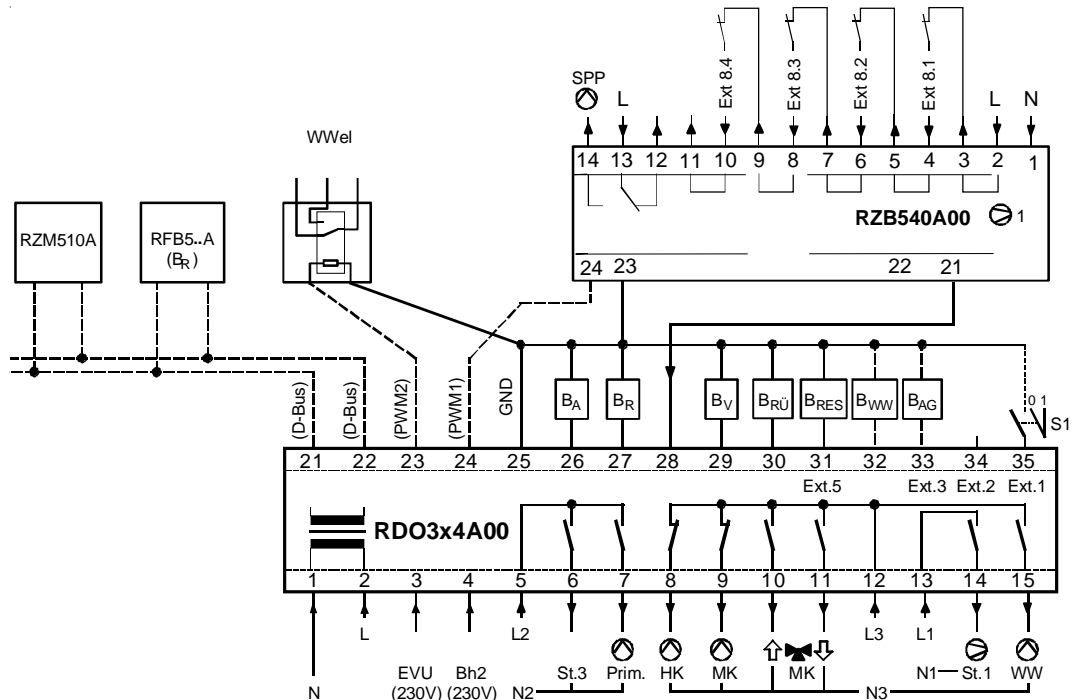 Ext 8.4
Ext 8.3
Ext 8.2
Ext 8.1
SPP
L
L
N
WWel
14 13 12 11 10 9 8 7 6 5 4 3 2 1
RZB540A00
1
24 23 22 21
RZM510A
RFB5..A
(BR)
(D-Bus)
(D-Bus)
(PWM2)
(PWM1)
GND
BA
BR
BV
BRÜ
BRES
BWW
BAG
0 1
S1
21 22 23 24 25 26 27 28 29 30 31 32 33 34 35
Ext.5
Ext.3
Ext.2
Ext.1
RDO3x4A00
1 2 3 4 5 6 7 8 9 10 11 12 13 14 15
L
L2
L3
L1
EVU
(230V)
Bh2
(230V)
St.3
Prim.
HK
MK
MK
N1
St.1
WW
N
N2
N3